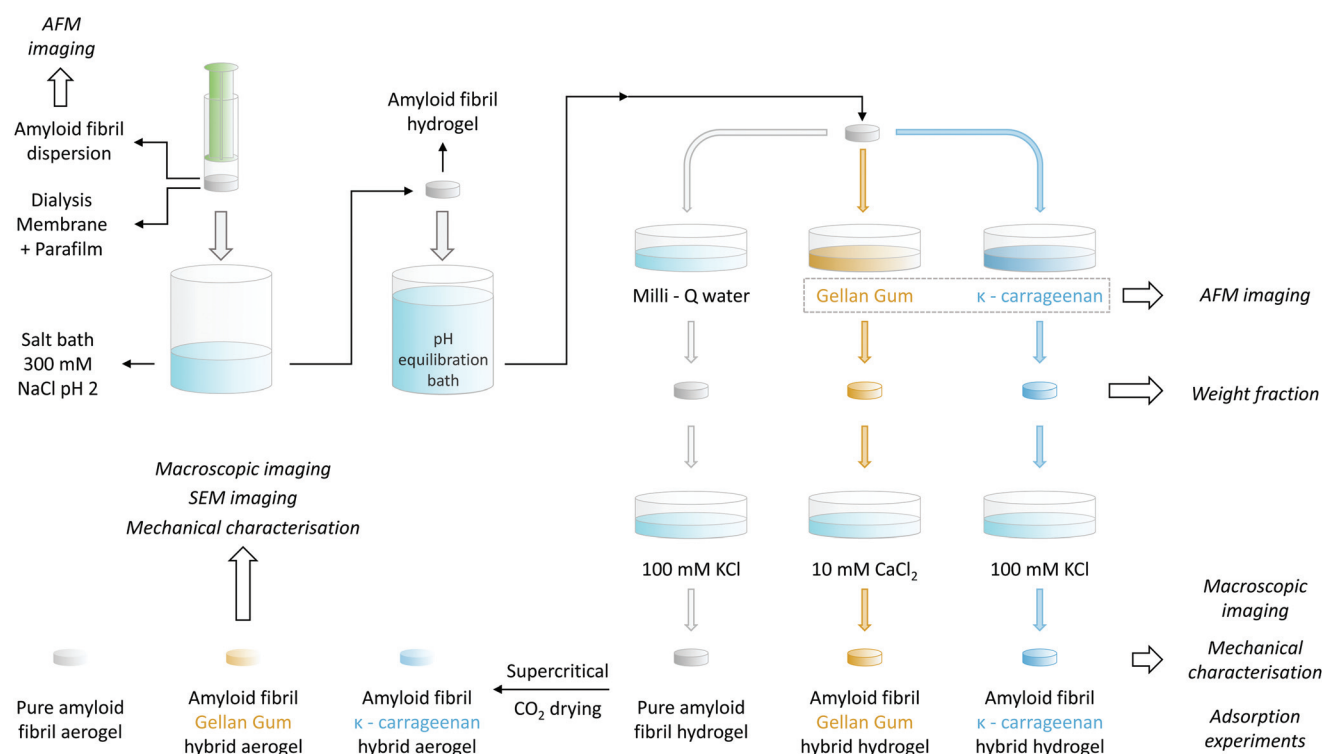 AFM
imaging
Amyloid fibril
dispersion
Dialysis
Membrane
+ Parafilm
Salt bath
300 mM
NaCl pH 2
Amyloid fibril
hydrogel
pH
equilibration
bath
Milli - Q water
Gellan Gum
κ - carrageenan
AFM imaging
Weight fraction
100 mM KCl
10 mM CaCl₂
100 mM KCl
Macroscopic
imaging
Mechanical
characterisation
Adsorption
experiments
Pure amyloid
fibril hydrogel
Amyloid fibril
Gellan Gum
hybrid hydrogel
Amyloid fibril
κ - carrageenan
hybrid hydrogel
Supercritical
CO₂ drying
Macroscopic imaging
SEM imaging
Mechanical characterisation
Pure amyloid
fibril aerogel
Amyloid fibril
Gellan Gum
hybrid aerogel
Amyloid fibril
κ - carrageenan
hybrid aerogel